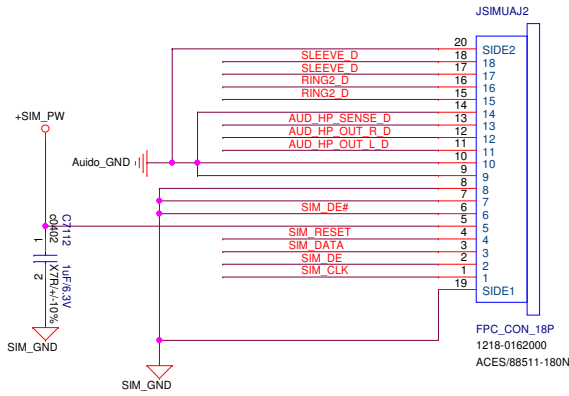 JSIMUAJ2
20 SIDE2
SLEEVE_D 18 18
SLEEVE_D 17 17
RING2_D 16 16
RING2_D 15 15
14 14
AUD_HP_SENSE_D 13 13
AUD_HP_OUT_R_D 12 12
AUD_HP_OUT_L_D 11 11
Auido_GND 10 10
9 9
8 8
7 7
SIM_DE# 6 6
5 5
SIM_RESET 4 4
SIM_DATA 3 3
SIM_DE 2 2
SIM_CLK 1 1
19 SIDE1
+SIM_PW
C7112
c0402
1
2
1uF/6.3V
X7R/+/-10%
SIM_GND
SIM_GND
FPC_CON_18P
1218-0162000
ACES/88511-180N